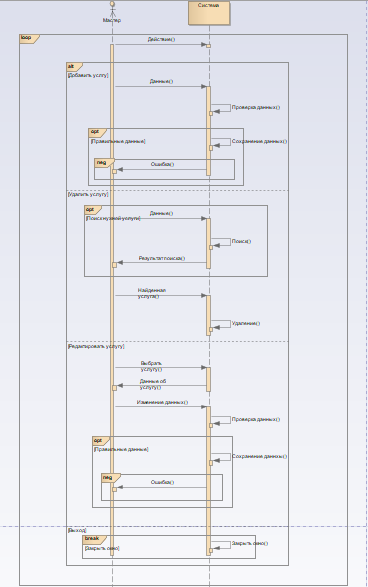 Система
Мастер
loop
Действие()
alt
[Добавить услгу]
Данные()
Проверка данных()
opt
[Правильные данные]
Сохранение данных()
neg
Ошибка()
[Удалить услугу]
opt
[Поиск нужной услуги]
Данные()
Поиск()
Результат поиска()
Найденная
услуга()
Удаление()
[Редактировать услугу]
Выбрать
услугу()
Данные об
услугу()
Изменение данных()
Проверка данных()
opt
[Правильные данные]
Сохранение данных()
neg
Ошибка()
[Выход]
break
[Закрыть окно]
Закрыть окно()